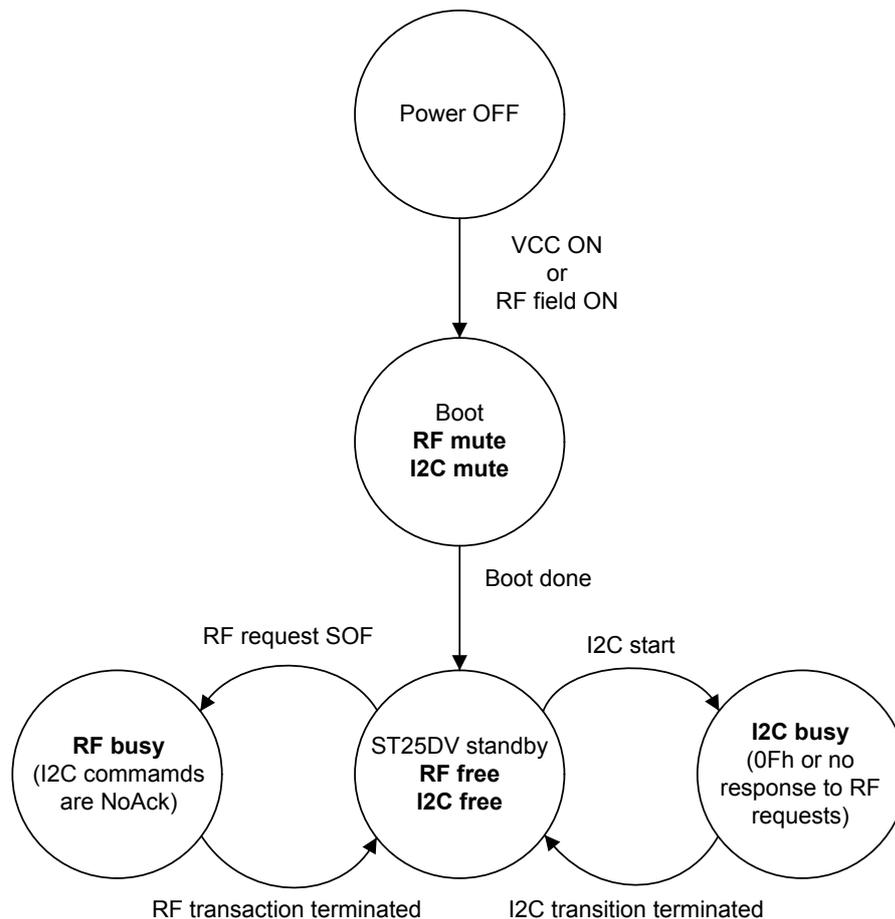 Power OFF
VCC ON
or
RF field ON
Boot
RF mute
I2C mute
Boot done
RF request SOF
I2C start
RF busy
(I2C commamds
are NoAck)
ST25DV standby
RF free
I2C free
I2C busy
(0Fh or no
response to RF
requests)
RF transaction terminated
I2C transition terminated